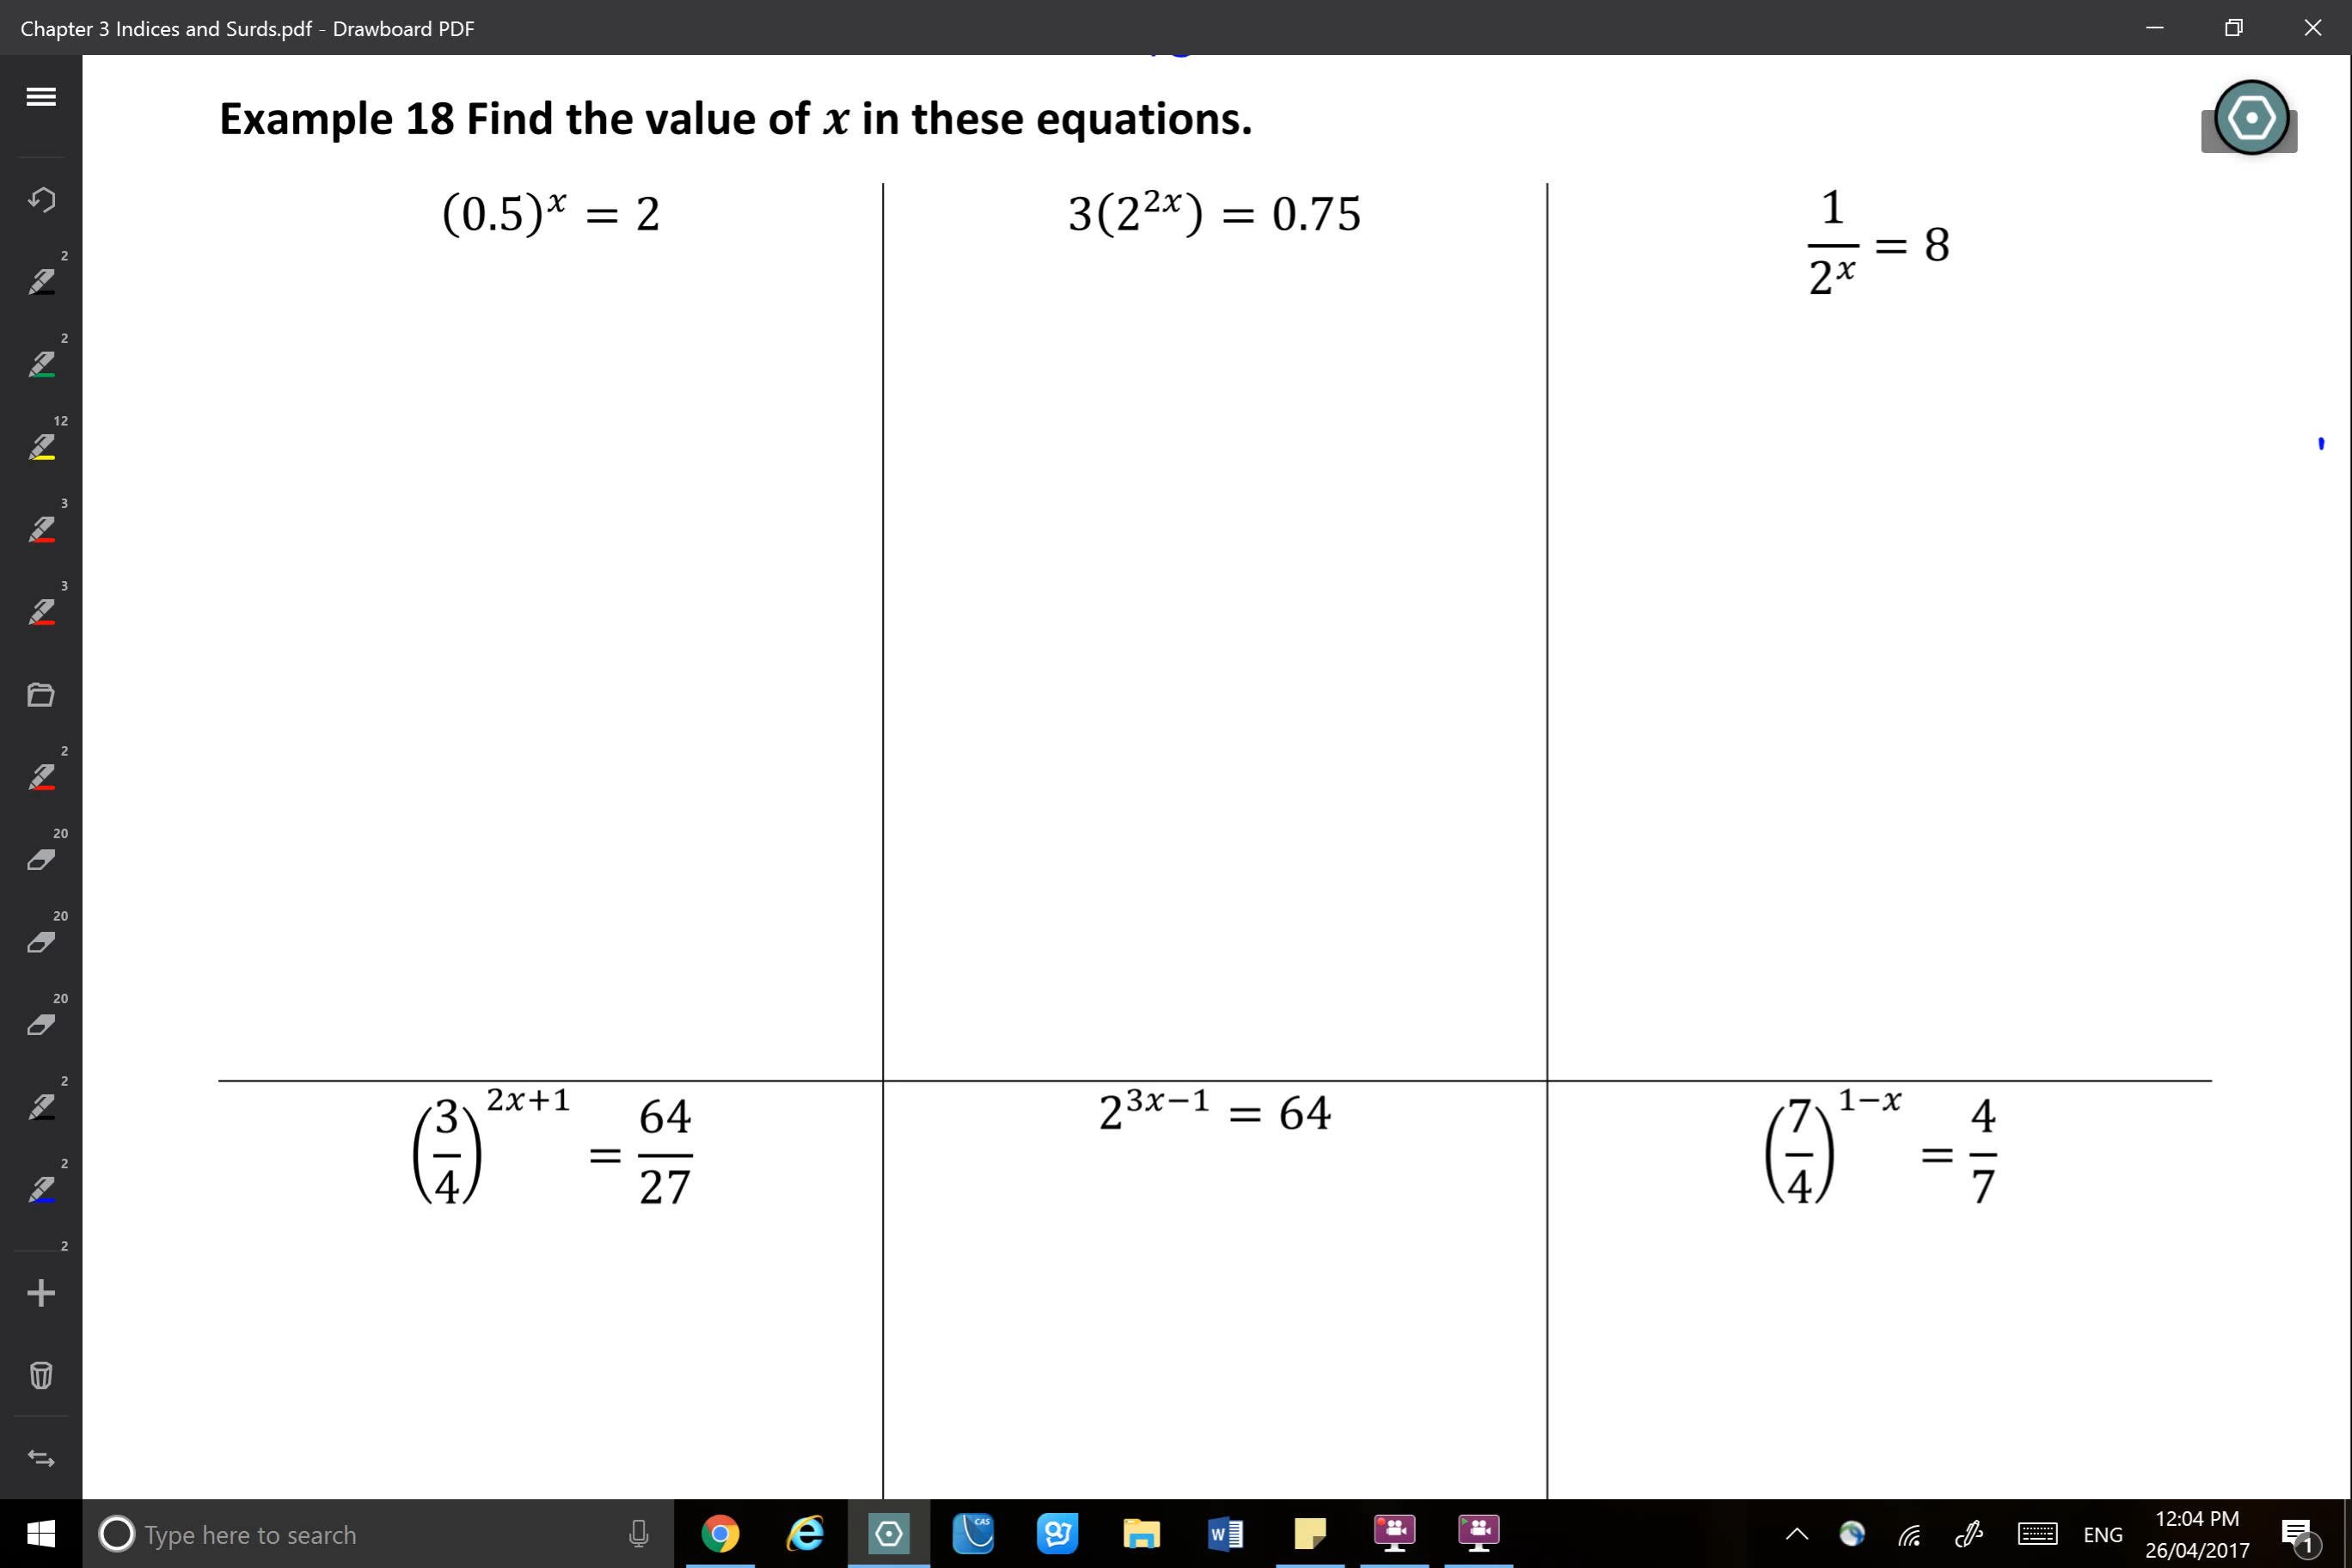 Chapter 3 Indices and Surds.pdf - Drawboard PDF
Example 18 Find the value of x in these equations.
(0.5)^x = 2
3(2^{2x}) = 0.75
1/2^x = 8
(3/4)^{2x+1} = 64/27
2^{3x−1} = 64
(7/4)^{1−x} = 4/7
2
2
12
3
3
2
20
20
20
2
2
2
Type here to search
CAS
W
ENG
12:04 PM
26/04/2017
1